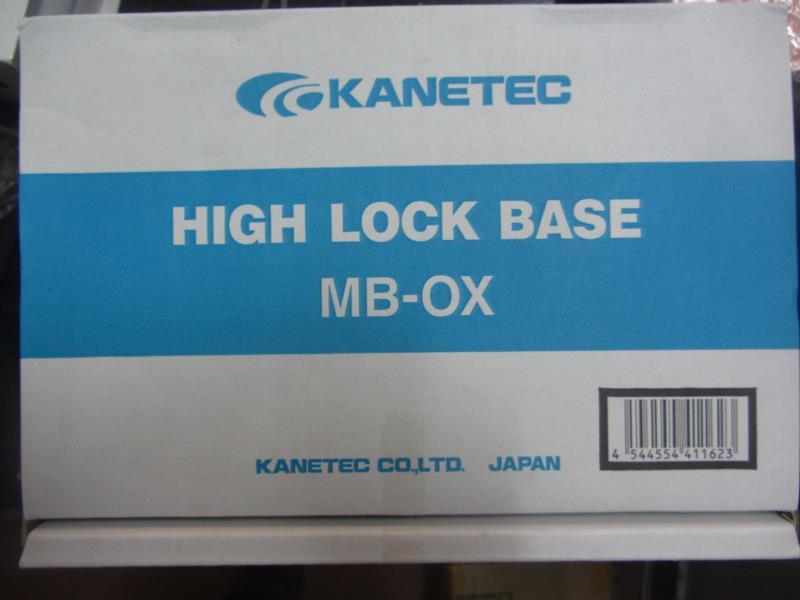 KANETEC
HIGH LOCK BASE
MB-OX
KANETEC CO.,LTD. JAPAN
4 544554 411623